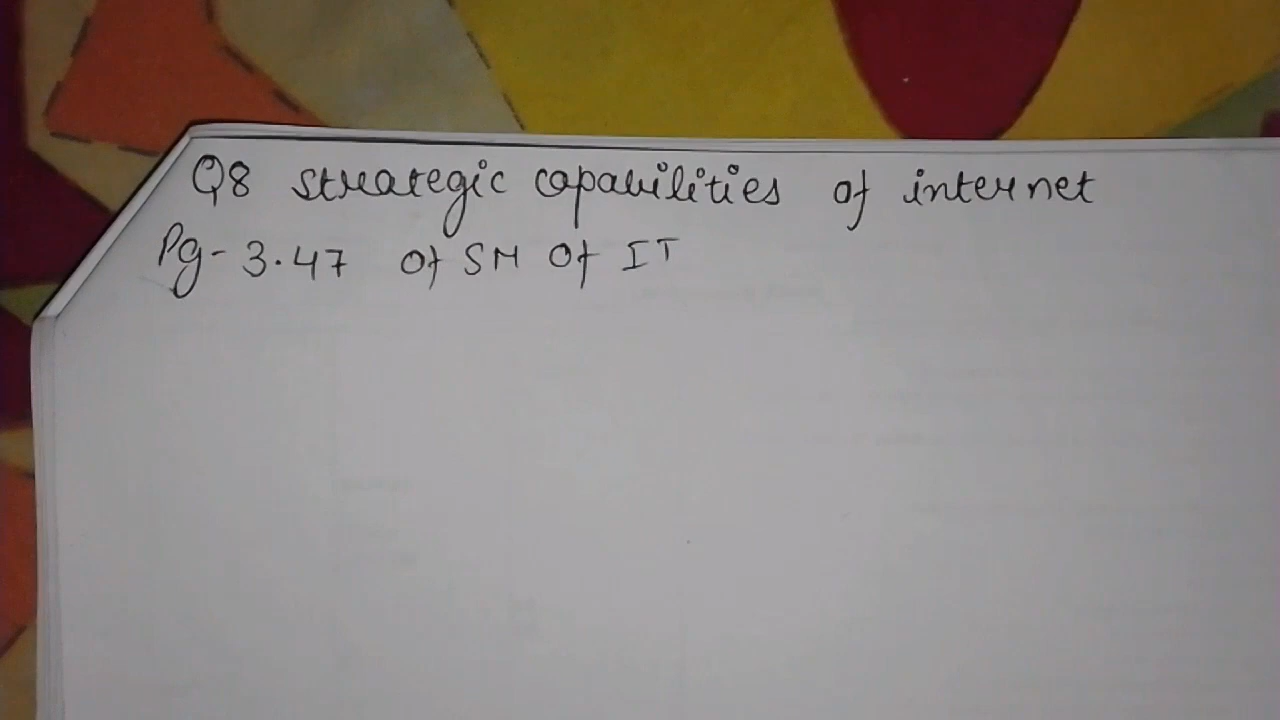 Q8 strategic capabilities of internet
Pg- 3.47 of SM of IT